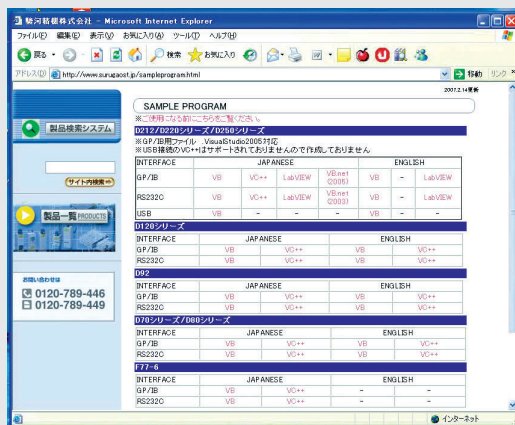 駿河精機株式会社 - Microsoft Internet Explorer
ファイル(F) 編集(E) 表示(V) お気に入り(A) ツール(T) ヘルプ(H)
戻る 検索 お気に入り
アドレス(D) http://www.surugaost.jp/sampleprogram.html 移動 リンク
2007.2.14更新
製品検索システム
サイト内検索
製品一覧 PRODUCTS
お問い合わせは
0120-789-446
0120-789-449
SAMPLE PROGRAM
※ご使用になる前にこちらをご覧ください。
D212/D220シリーズ/D250シリーズ
※GP/IB用ファイル .VisualStudio2005対応
※USB接続のVC++はサポートされておりませんので作成しておりません
INTERFACE JAPANESE ENGLISH
GP/IB VB VC++ LabVIEW VB.net (2005) VB - LabVIEW
RS232C VB VC++ LabVIEW VB.net (2003) VB - LabVIEW
USB VB - - - VB - -
D120シリーズ
INTERFACE JAPANESE ENGLISH
GP/IB VB VC++ VB VC++
RS232C VB VC++ VB VC++
D92
INTERFACE JAPANESE ENGLISH
GP/IB VB VC++ VB VC++
RS232C VB VC++ VB VC++
D70シリーズ/D80シリーズ
INTERFACE JAPANESE ENGLISH
GP/IB VB VC++ VB VC++
RS232C VB VC++ VB VC++
F77-6
INTERFACE JAPANESE ENGLISH
GP/IB VB VC++ - -
RS232C VB VC++ - -
インターネット